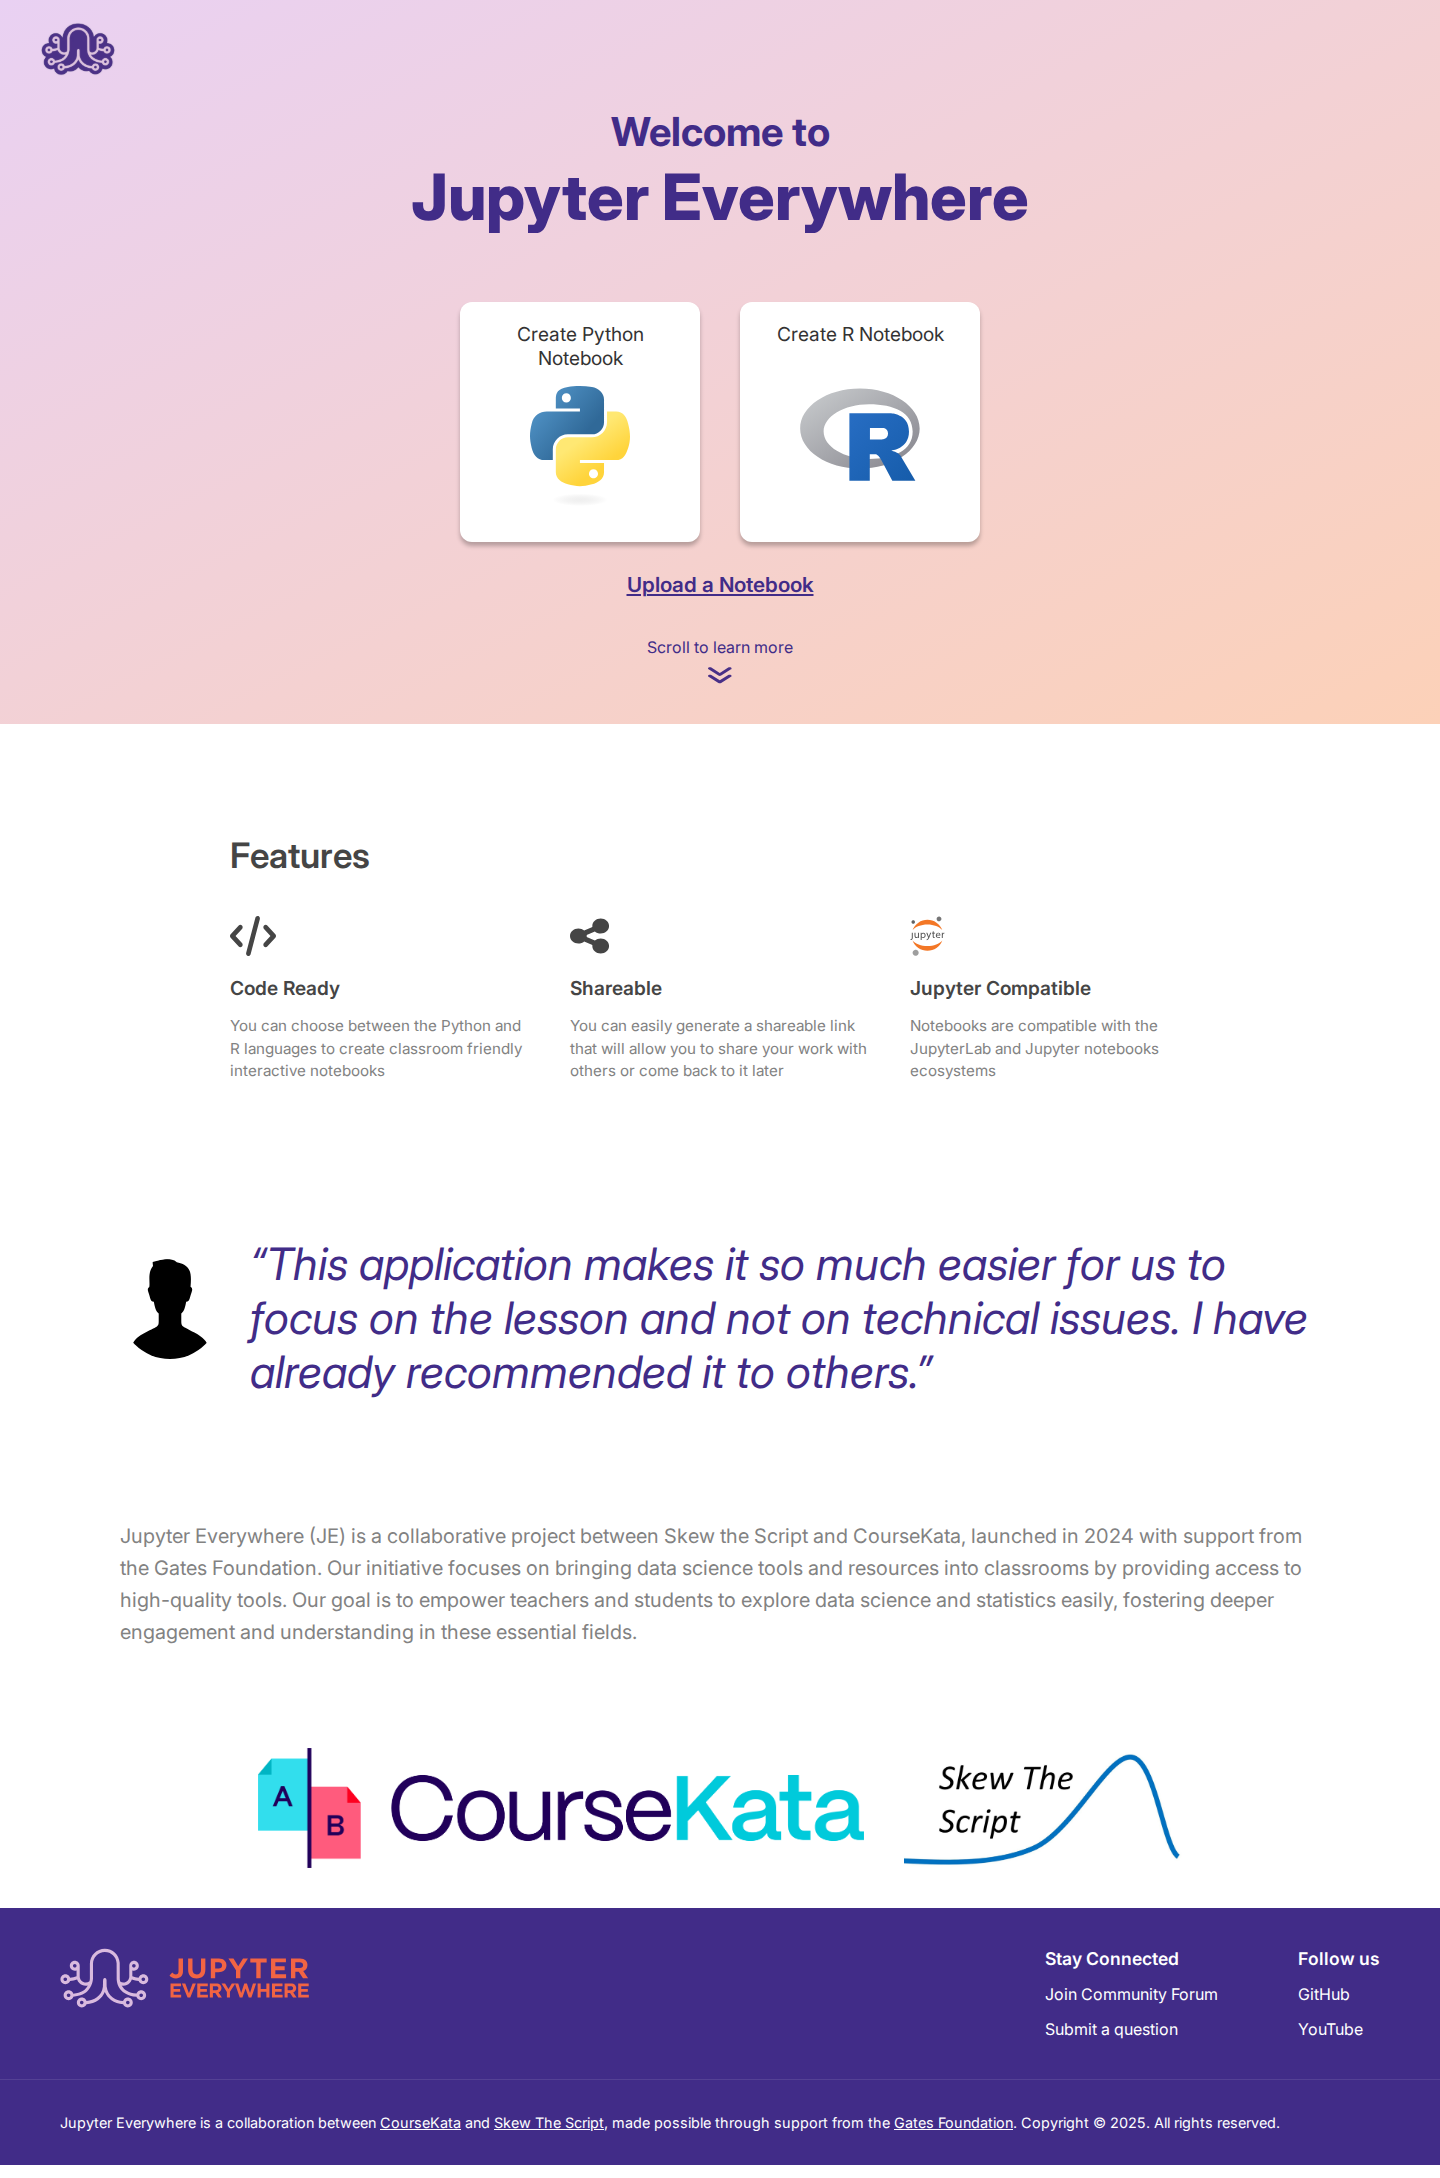 Welcome to
Jupyter Everywhere
Create Python
Notebook
Create R Notebook
R
Upload a Notebook
Scroll to learn more
Features
jupyter
Code Ready
You can choose between the Python and
R languages to create classroom friendly
interactive notebooks
Shareable
You can easily generate a shareable link
that will allow you to share your work with
others or come back to it later
Jupyter Compatible
Notebooks are compatible with the
JupyterLab and Jupyter notebooks
ecosystems
“This application makes it so much easier for us to
focus on the lesson and not on technical issues. I have
already recommended it to others.”
Jupyter Everywhere (JE) is a collaborative project between Skew the Script and CourseKata, launched in 2024 with support from
the Gates Foundation. Our initiative focuses on bringing data science tools and resources into classrooms by providing access to
high-quality tools. Our goal is to empower teachers and students to explore data science and statistics easily, fostering deeper
engagement and understanding in these essential fields.
A
B
CourseKata
Skew The
Script
JUPYTER
EVERYWHERE
Stay Connected
Join Community Forum
Submit a question
Follow us
GitHub
YouTube
Jupyter Everywhere is a collaboration between CourseKata and Skew The Script, made possible through support from the Gates Foundation. Copyright © 2025. All rights reserved.